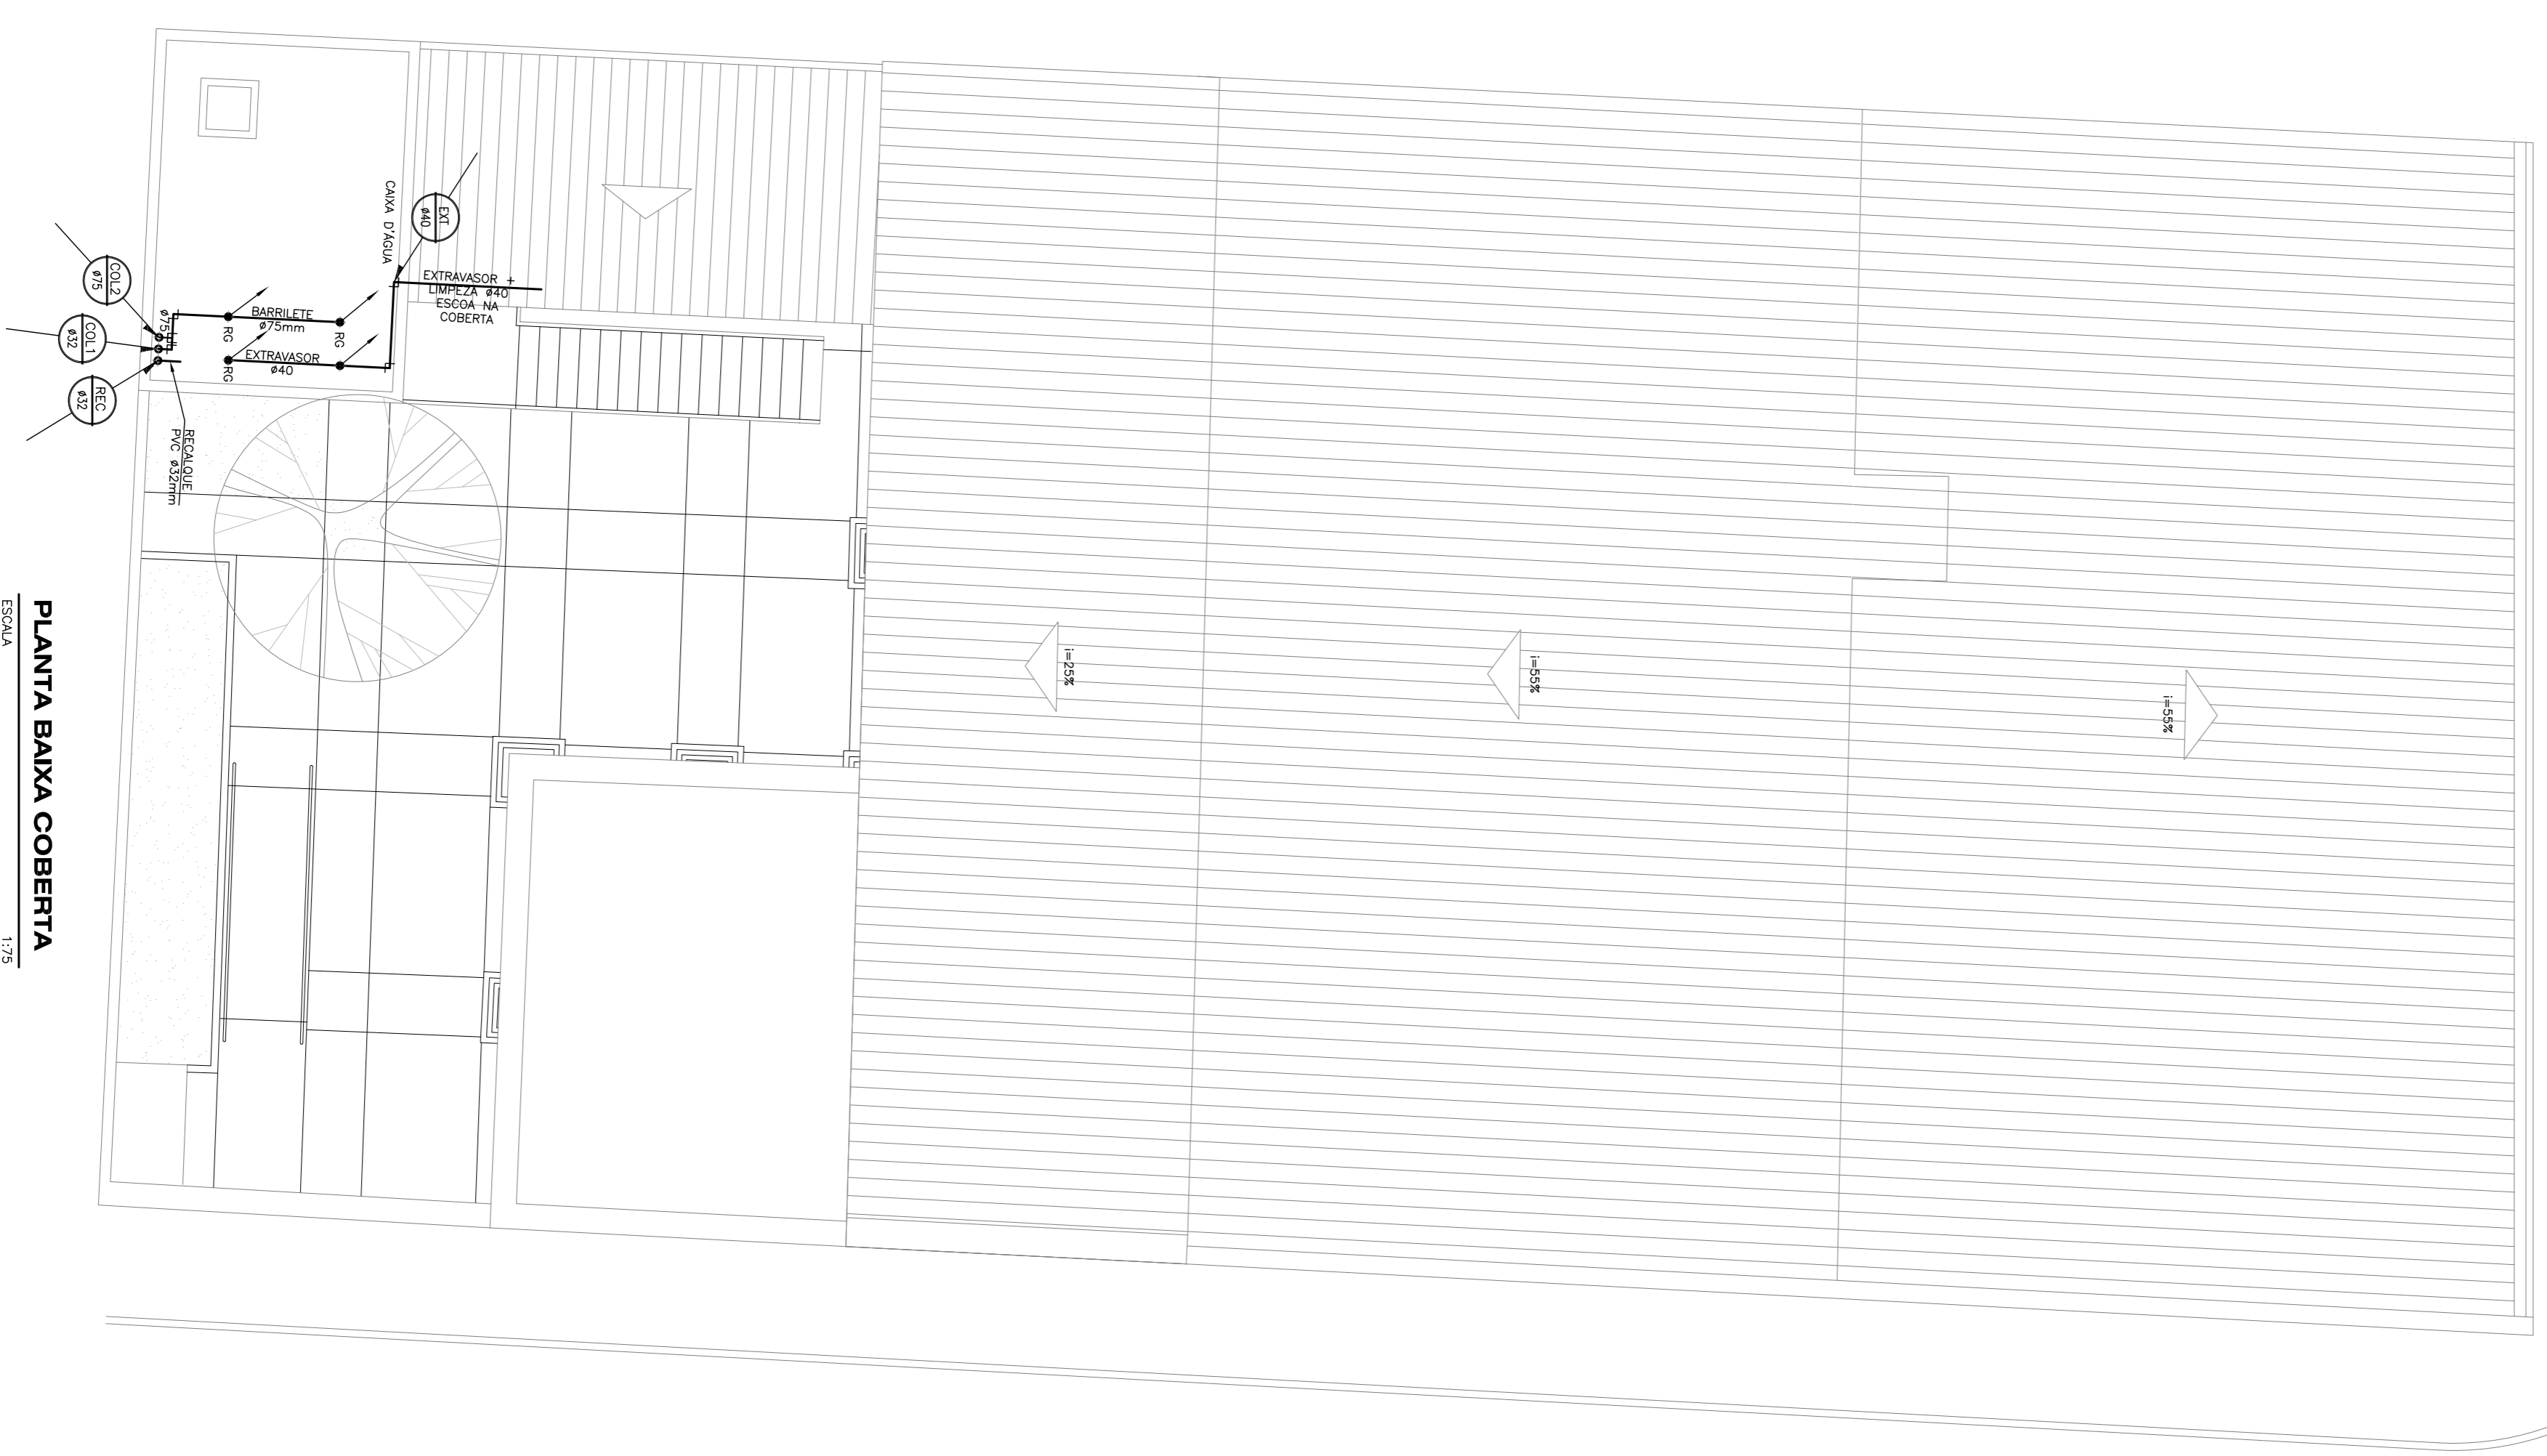 EXT
ø40
CAIXA D'ÁGUA
EXTRAVASOR +
LIMPEZA ø40
ESCOA NA
COBERTA
COL2
ø75
COL1
ø32
REC
ø32
ø75
BARRILETE
ø75mm
RG
RG
EXTRAVASOR
ø40
RG
RECALQUE
PVC ø32mm
i=25%
i=55%
i=55%
PLANTA BAIXA COBERTA
ESCALA 1:75